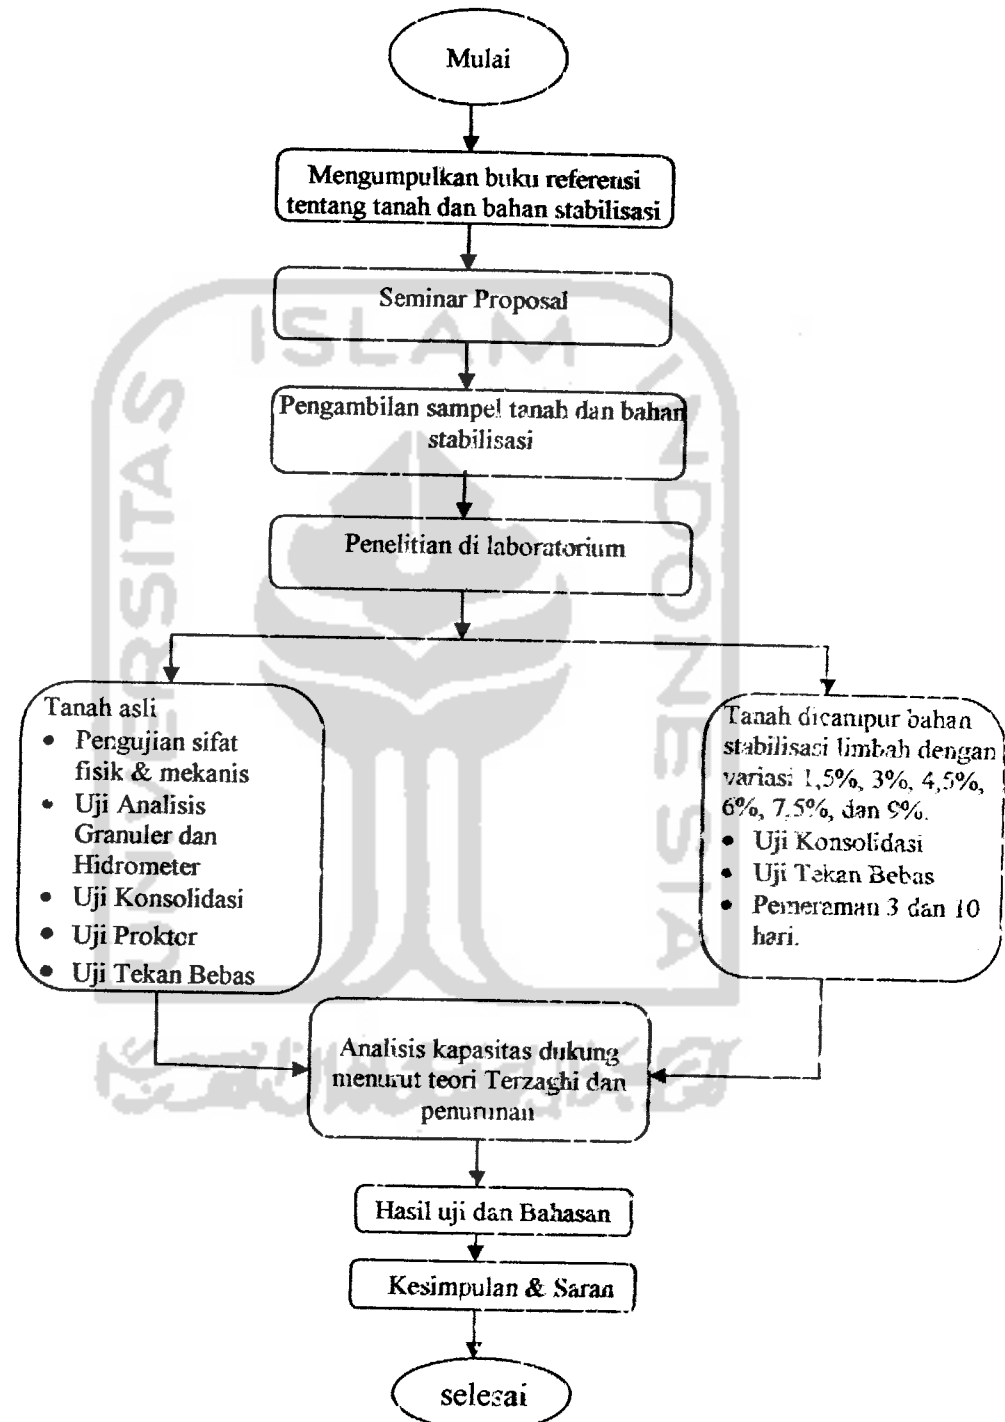 Mulai
Mengumpulkan buku referensi
tentang tanah dan bahan stabilisasi
Seminar Proposal
Pengambilan sampel tanah dan bahan
stabilisasi
Penelitian di laboratorium
Tanah asli
• Pengujian sifat
fisik & mekanis
• Uji Analisis
Granuler dan
Hidrometer
• Uji Konsolidasi
• Uji Proktor
• Uji Tekan Bebas
Tanah dicampur bahan
stabilisasi limbah dengan
variasi 1,5%, 3%, 4,5%,
6%, 7,5%, dan 9%.
• Uji Konsolidasi
• Uji Tekan Bebas
• Pemeraman 3 dan 10
hari.
Analisis kapasitas dukung
menurut teori Terzaghi dan
penurunan
Hasil uji dan Bahasan
Kesimpulan & Saran
selesai
UNIVERSITAS
ISLAM
INDONESIA